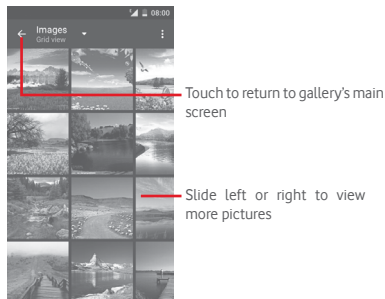 08:00
Images
Grid view
Touch to return to gallery's main
screen
Slide left or right to view
more pictures